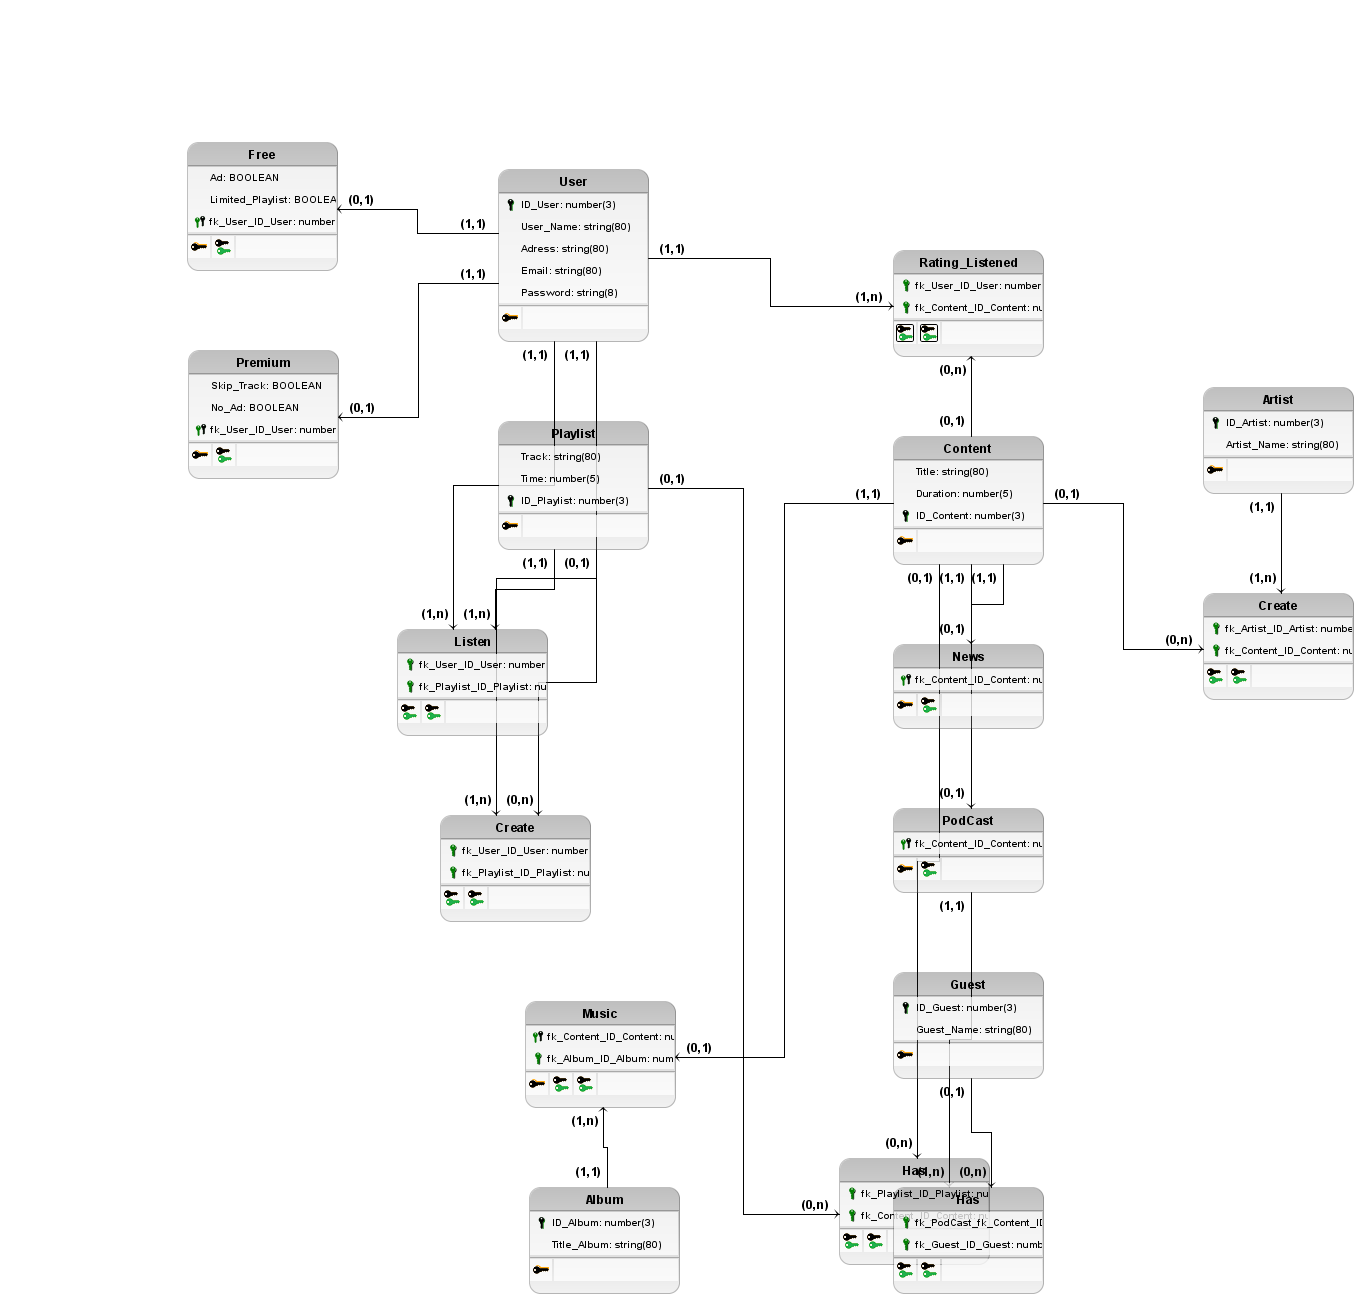 Free
Ad: BOOLEAN
Limited_Playlist: BOOLEA
fk_User_ID_User: number
(0,1)
(1,1)
User
ID_User: number(3)
User_Name: string(80)
Adress: string(80)
Email: string(80)
Password: string(8)
(1,1)
(1,1)
(1,1)
(1,1)
Premium
Skip_Track: BOOLEAN
No_Ad: BOOLEAN
fk_User_ID_User: number
(0,1)
Rating_Listened
fk_User_ID_User: number
fk_Content_ID_Content: nu
(1,n)
(0,n)
(0,1)
Playlist
Track: string(80)
Time: number(5)
ID_Playlist: number(3)
(0,1)
(1,1)
(0,1)
Content
Title: string(80)
Duration: number(5)
ID_Content: number(3)
(1,1)
(0,1)
(0,1)
(1,1)
(1,1)
Artist
ID_Artist: number(3)
Artist_Name: string(80)
(1,1)
(1,n)
Create
fk_Artist_ID_Artist: numbe
fk_Content_ID_Content: nu
(0,n)
(1,n)
(1,n)
Listen
fk_User_ID_User: number
fk_Playlist_ID_Playlist: nu
(0,1)
News
fk_Content_ID_Content: nu
(1,n)
(0,n)
Create
fk_User_ID_User: number
fk_Playlist_ID_Playlist: nu
(0,1)
PodCast
fk_Content_ID_Content: nu
(1,1)
Guest
ID_Guest: number(3)
Guest_Name: string(80)
(0,1)
Music
fk_Content_ID_Content: nu
fk_Album_ID_Album: num
(0,1)
(1,n)
(1,1)
Album
ID_Album: number(3)
Title_Album: string(80)
(0,n)
(0,n)
Has
fk_Playlist_ID_Playlist: nu
fk_Content_ID_Content: nu
(1,n)
(0,n)
Has
fk_PodCast_fk_Content_ID
fk_Guest_ID_Guest: numb